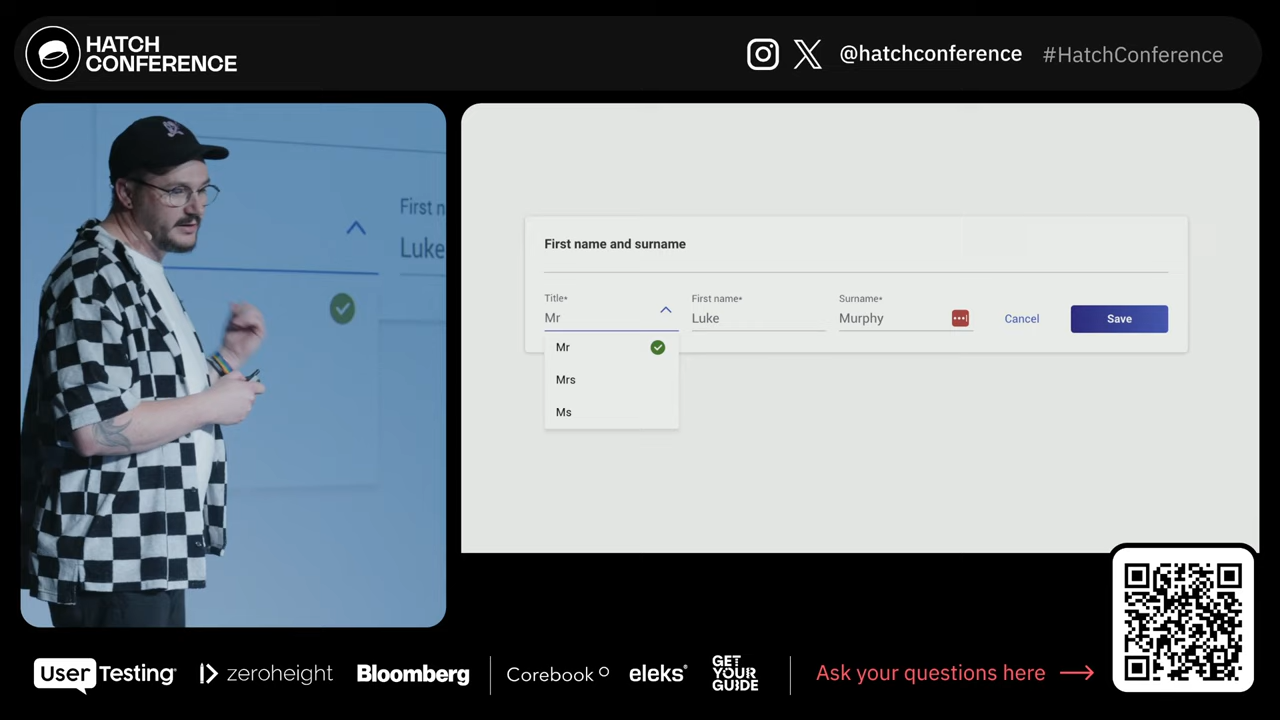 HATCH
CONFERENCE
@hatchconference #HatchConference
First n
Luke
First name and surname
Title*
Mr
First name*
Luke
Surname*
Murphy
Cancel
Save
Mr
Mrs
Ms
UserTesting
zeroheight
Bloomberg
Corebook
eleks
GET
YOUR
GUIDE
Ask your questions here